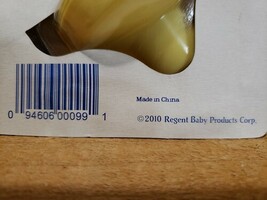 Made in China
0 94606 00099 1
©2010 Regent Baby Products Corp.